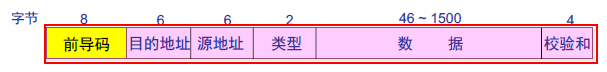 字节 8 6 6 2 46 ~ 1500 4
前导码 目的地址 源地址 类型 数 据 校验和